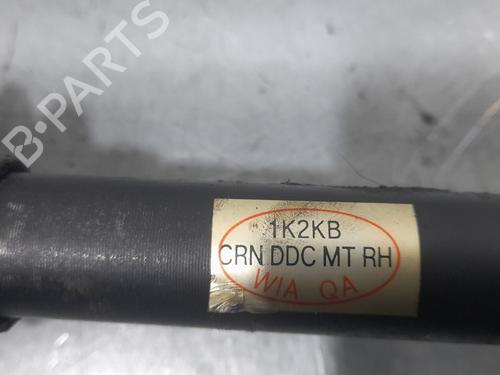 B-PARTS
1K2KB
CRN DDC MT RH
WIA QA